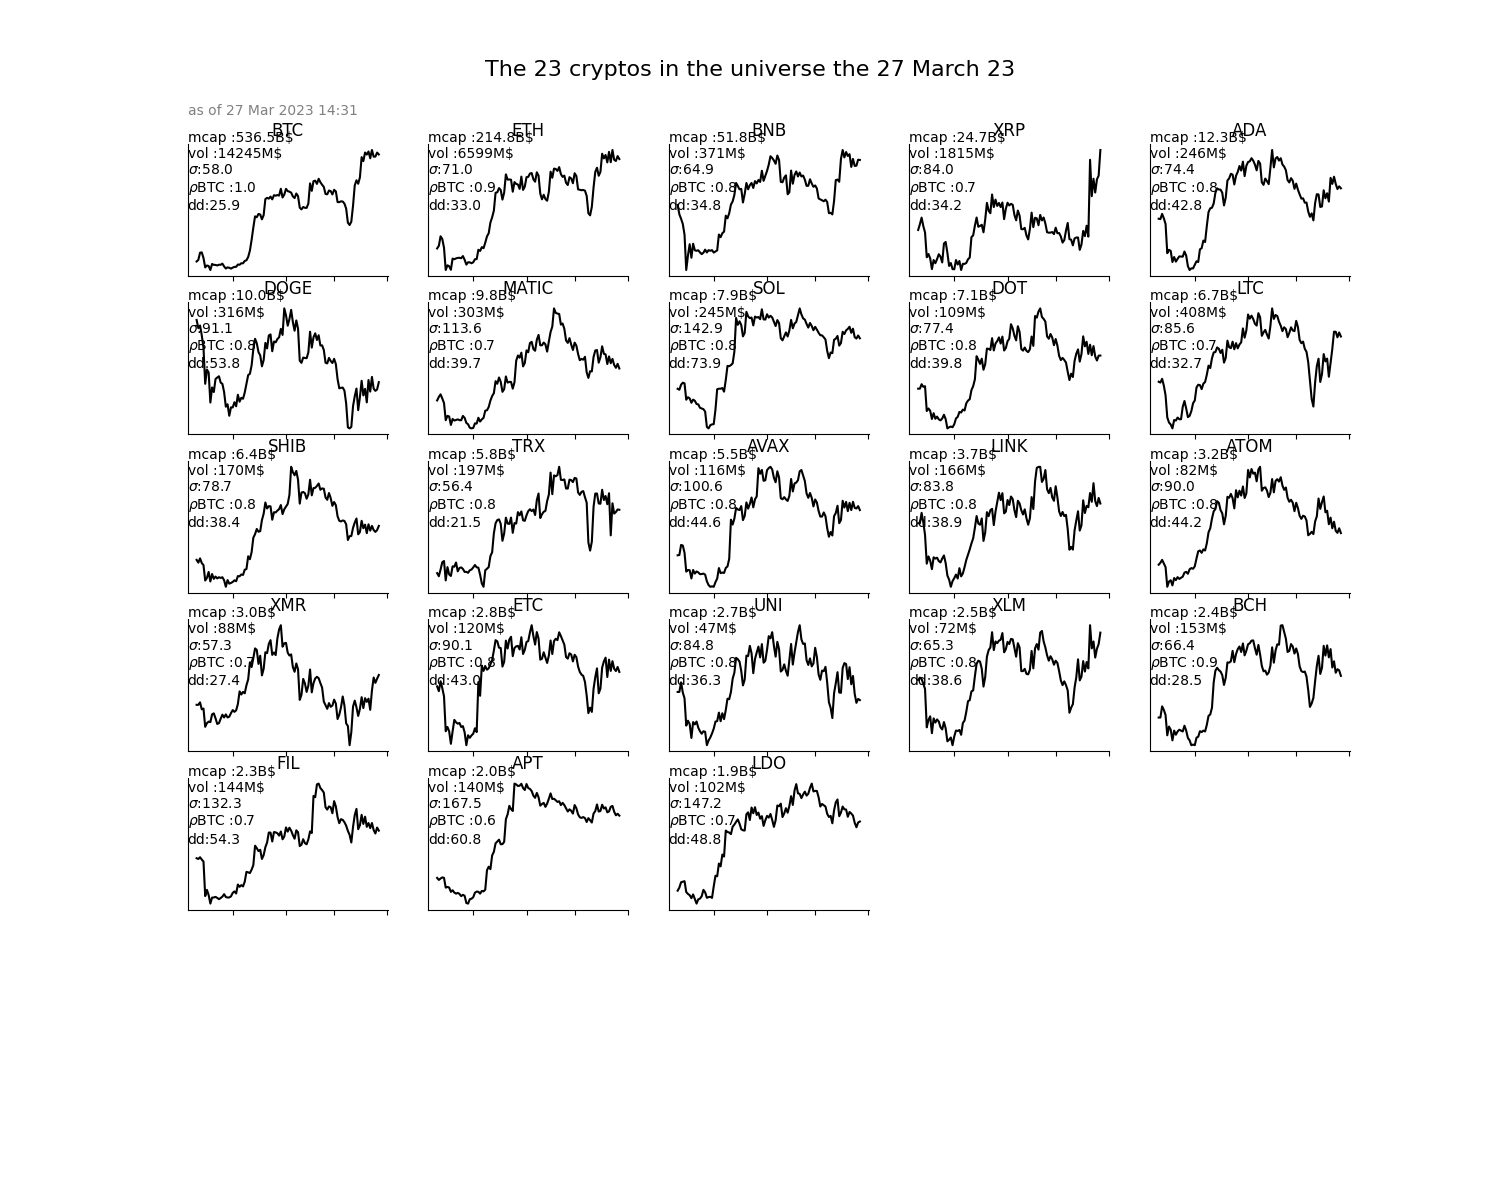 The 23 cryptos in the universe the 27 March 23
as of 27 Mar 2023 14:31
BTC
mcap :536.5B$
vol :14245M$
σ:58.0
ρBTC :1.0
dd:25.9
ETH
mcap :214.8B$
vol :6599M$
σ:71.0
ρBTC :0.9
dd:33.0
BNB
mcap :51.8B$
vol :371M$
σ:64.9
ρBTC :0.8
dd:34.8
XRP
mcap :24.7B$
vol :1815M$
σ:84.0
ρBTC :0.7
dd:34.2
ADA
mcap :12.3B$
vol :246M$
σ:74.4
ρBTC :0.8
dd:42.8
DOGE
mcap :10.0B$
vol :316M$
σ:91.1
ρBTC :0.8
dd:53.8
MATIC
mcap :9.8B$
vol :303M$
σ:113.6
ρBTC :0.7
dd:39.7
SOL
mcap :7.9B$
vol :245M$
σ:142.9
ρBTC :0.8
dd:73.9
DOT
mcap :7.1B$
vol :109M$
σ:77.4
ρBTC :0.8
dd:39.8
LTC
mcap :6.7B$
vol :408M$
σ:85.6
ρBTC :0.7
dd:32.7
SHIB
mcap :6.4B$
vol :170M$
σ:78.7
ρBTC :0.8
dd:38.4
TRX
mcap :5.8B$
vol :197M$
σ:56.4
ρBTC :0.8
dd:21.5
AVAX
mcap :5.5B$
vol :116M$
σ:100.6
ρBTC :0.8
dd:44.6
LINK
mcap :3.7B$
vol :166M$
σ:83.8
ρBTC :0.8
dd:38.9
ATOM
mcap :3.2B$
vol :82M$
σ:90.0
ρBTC :0.8
dd:44.2
XMR
mcap :3.0B$
vol :88M$
σ:57.3
ρBTC :0.7
dd:27.4
ETC
mcap :2.8B$
vol :120M$
σ:90.1
ρBTC :0.8
dd:43.0
UNI
mcap :2.7B$
vol :47M$
σ:84.8
ρBTC :0.8
dd:36.3
XLM
mcap :2.5B$
vol :72M$
σ:65.3
ρBTC :0.8
dd:38.6
BCH
mcap :2.4B$
vol :153M$
σ:66.4
ρBTC :0.9
dd:28.5
FIL
mcap :2.3B$
vol :144M$
σ:132.3
ρBTC :0.7
dd:54.3
APT
mcap :2.0B$
vol :140M$
σ:167.5
ρBTC :0.6
dd:60.8
LDO
mcap :1.9B$
vol :102M$
σ:147.2
ρBTC :0.7
dd:48.8